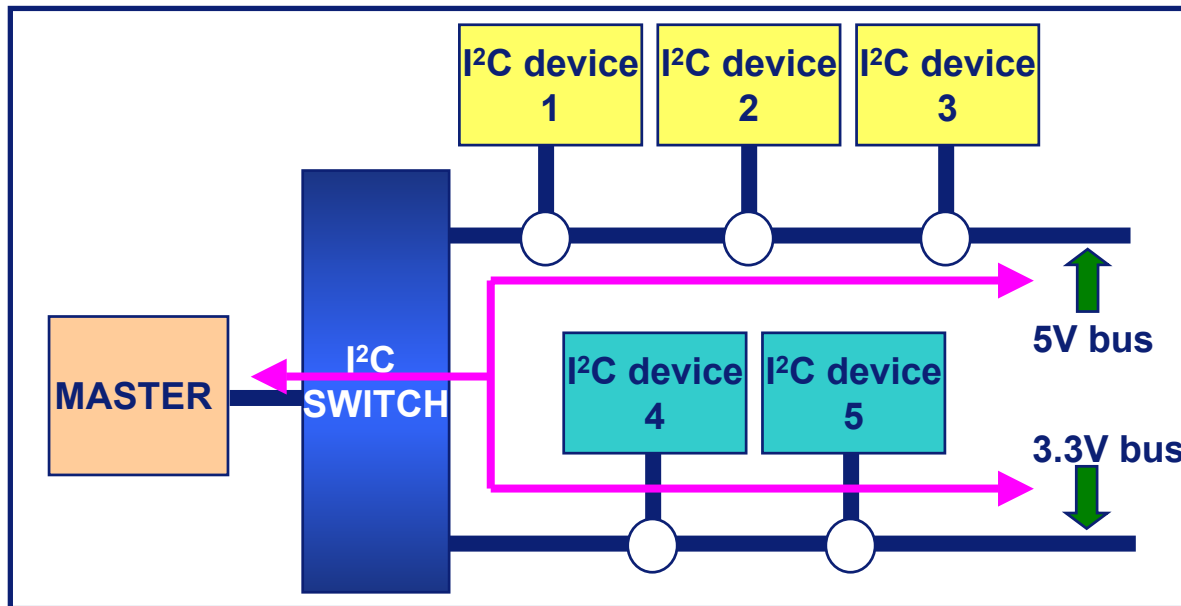 I²C device
1
I²C device
2
I²C device
3
5V bus
MASTER
I²C
SWITCH
I²C device
4
I²C device
5
3.3V bus